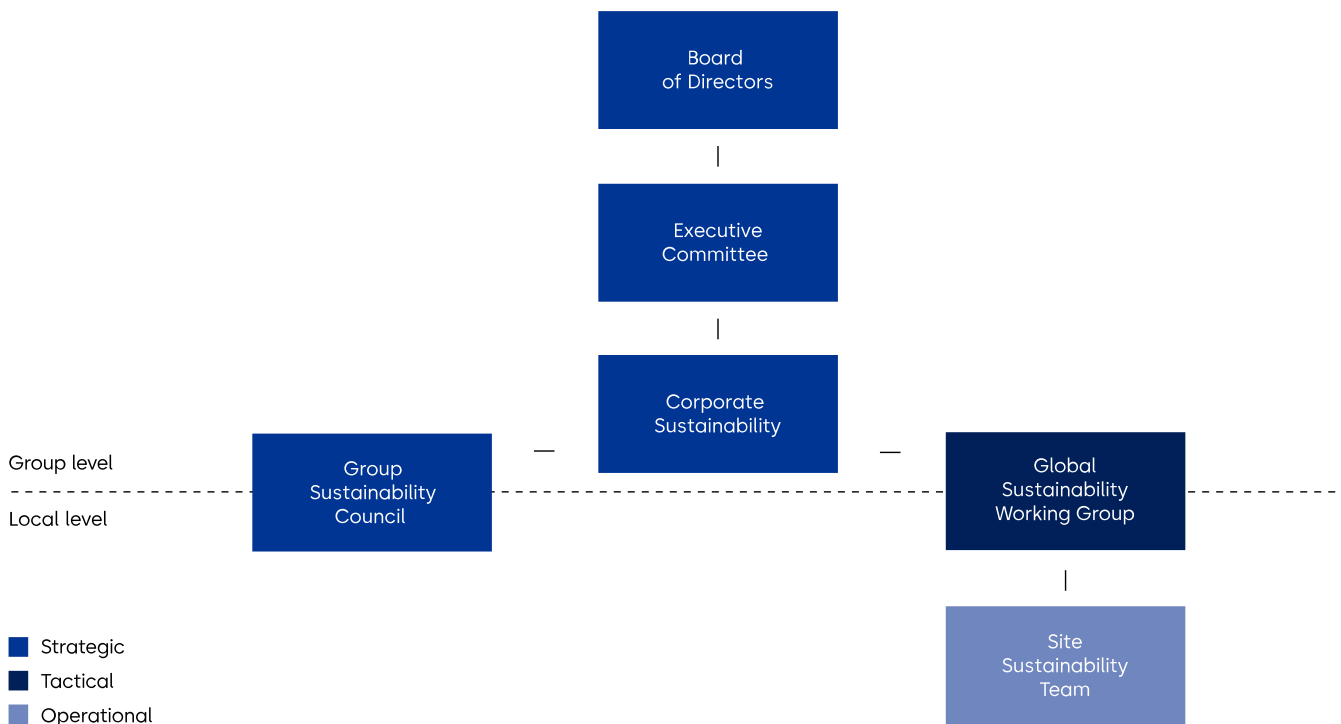 Board
of Directors
Executive
Committee
Corporate
Sustainability
Group level
Local level
Group
Sustainability
Council
Global
Sustainability
Working Group
Site
Sustainability
Team
Strategic
Tactical
Operational